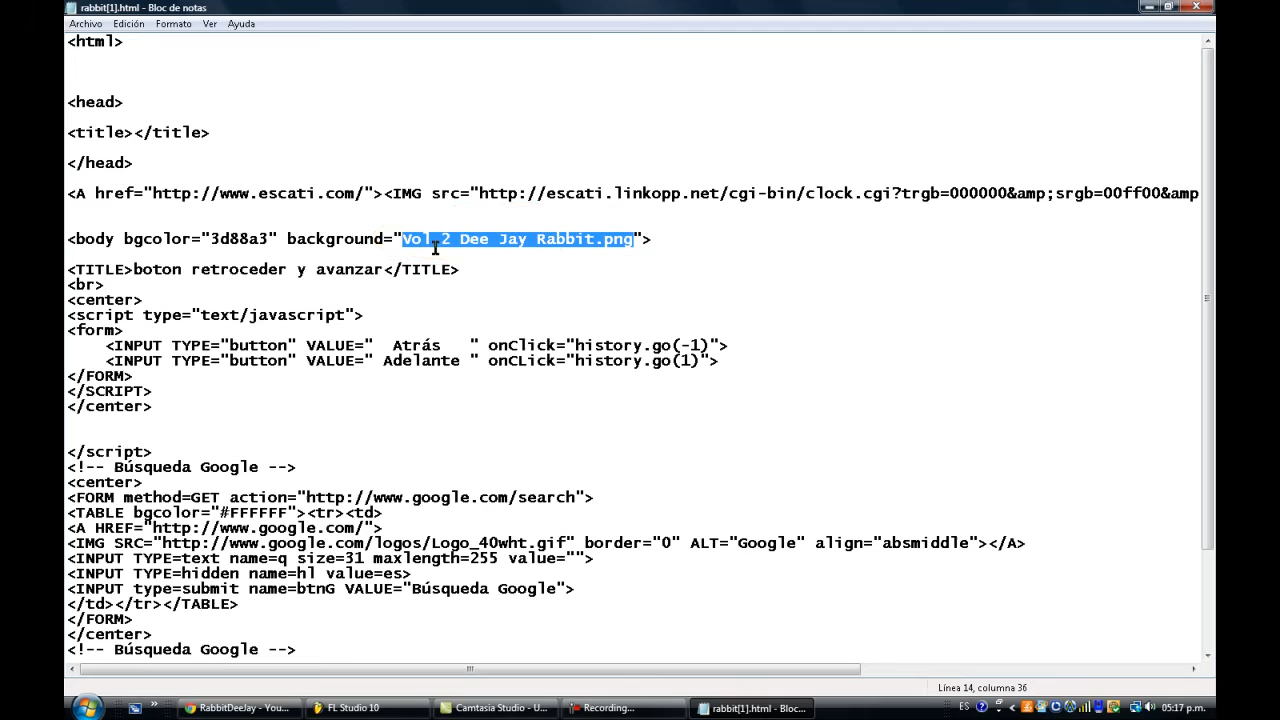 rabbit[1].html - Bloc de notas
Archivo Edición Formato Ver Ayuda
<html>
<head>
<title></title>
</head>
<A href="http://www.escati.com/"><IMG src="http://escati.linkopp.net/cgi-bin/clock.cgi?trgb=000000&amp;srgb=00ff00&amp
<body bgcolor="3d88a3" background="Vol 2 Dee Jay Rabbit.png">
<TITLE>boton retroceder y avanzar</TITLE>
<br>
<center>
<script type="text/javascript">
<form>
<INPUT TYPE="button" VALUE="  Atrás   " onClick="history.go(-1)">
<INPUT TYPE="button" VALUE=" Adelante " onCLick="history.go(1)">
</FORM>
</SCRIPT>
</center>
</script>
<!-- Búsqueda Google -->
<center>
<FORM method=GET action="http://www.google.com/search">
<TABLE bgcolor="#FFFFFF"><tr><td>
<A HREF="http://www.google.com/">
<IMG SRC="http://www.google.com/logos/Logo_40wht.gif" border="0" ALT="Google" align="absmiddle"></A>
<INPUT TYPE=text name=q size=31 maxlength=255 value="">
<INPUT TYPE=hidden name=hl value=es>
<INPUT type=submit name=btnG VALUE="Búsqueda Google">
</td></tr></TABLE>
</FORM>
</center>
<!-- Búsqueda Google -->
Línea 14, columna 36
RabbitDeeJay - You... FL Studio 10 Camtasia Studio - U... Recording... rabbit[1].html - Bloc... ES 05:17 p.m.